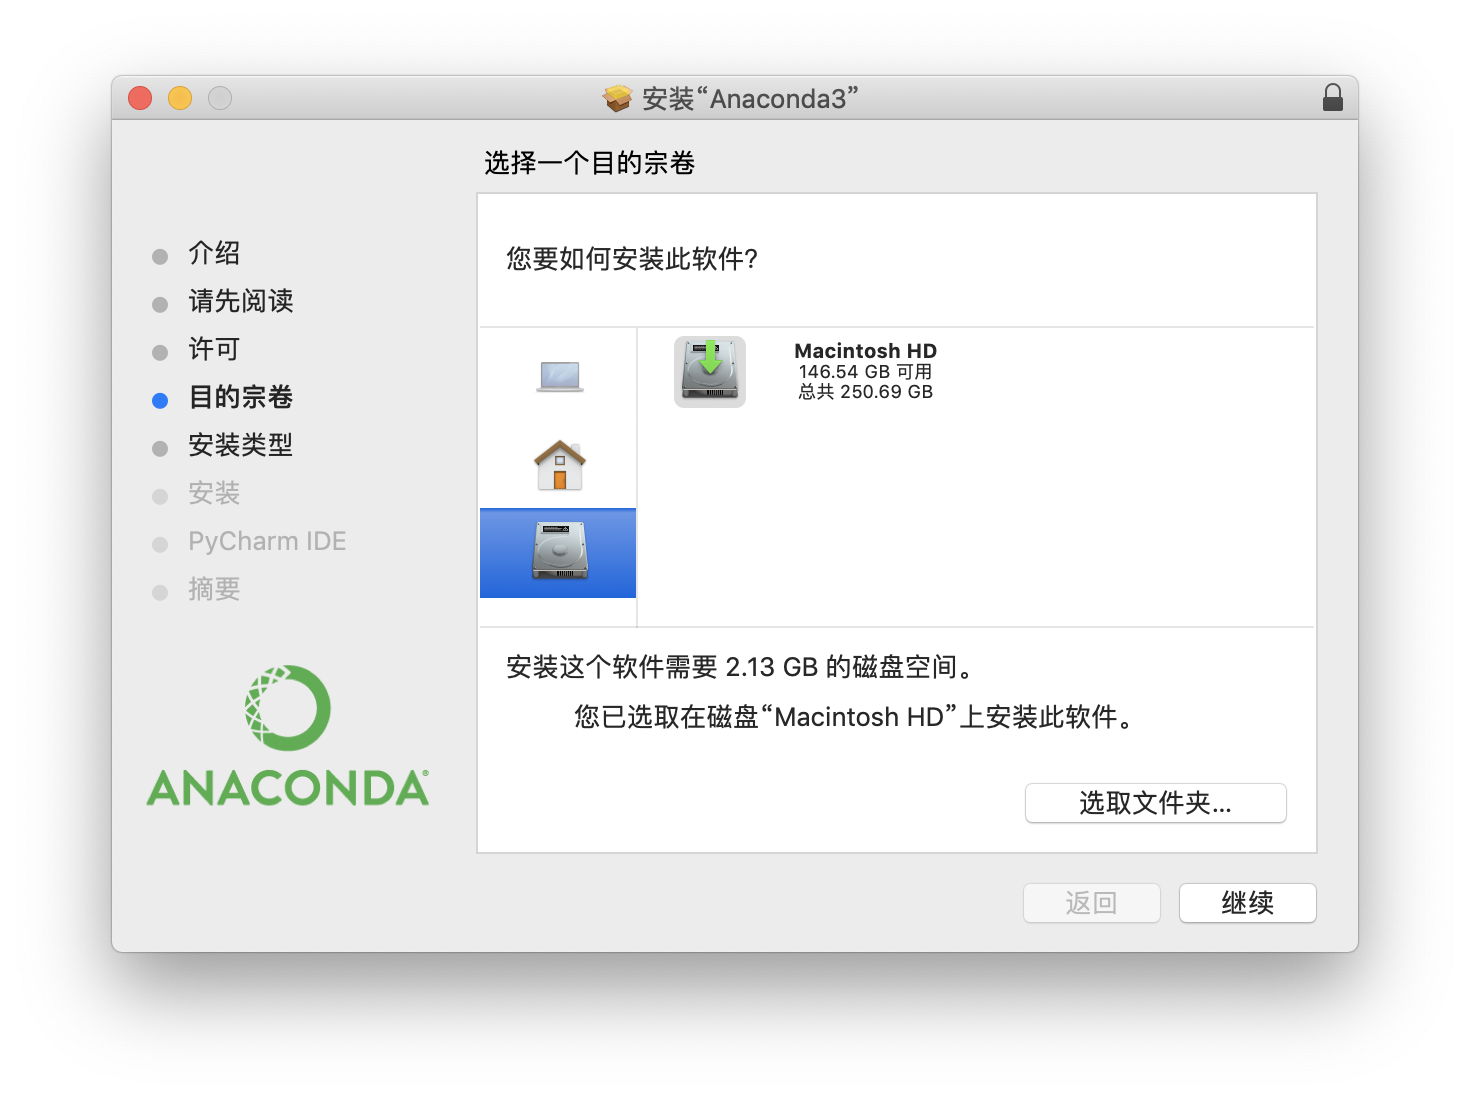 安装“Anaconda3”
选择一个目的宗卷
介绍
请先阅读
许可
目的宗卷
安装类型
安装
PyCharm IDE
摘要
ANACONDA®
您要如何安装此软件?
Macintosh HD
146.54 GB 可用
总共 250.69 GB
安装这个软件需要 2.13 GB 的磁盘空间。
您已选取在磁盘“Macintosh HD”上安装此软件。
选取文件夹...
返回
继续